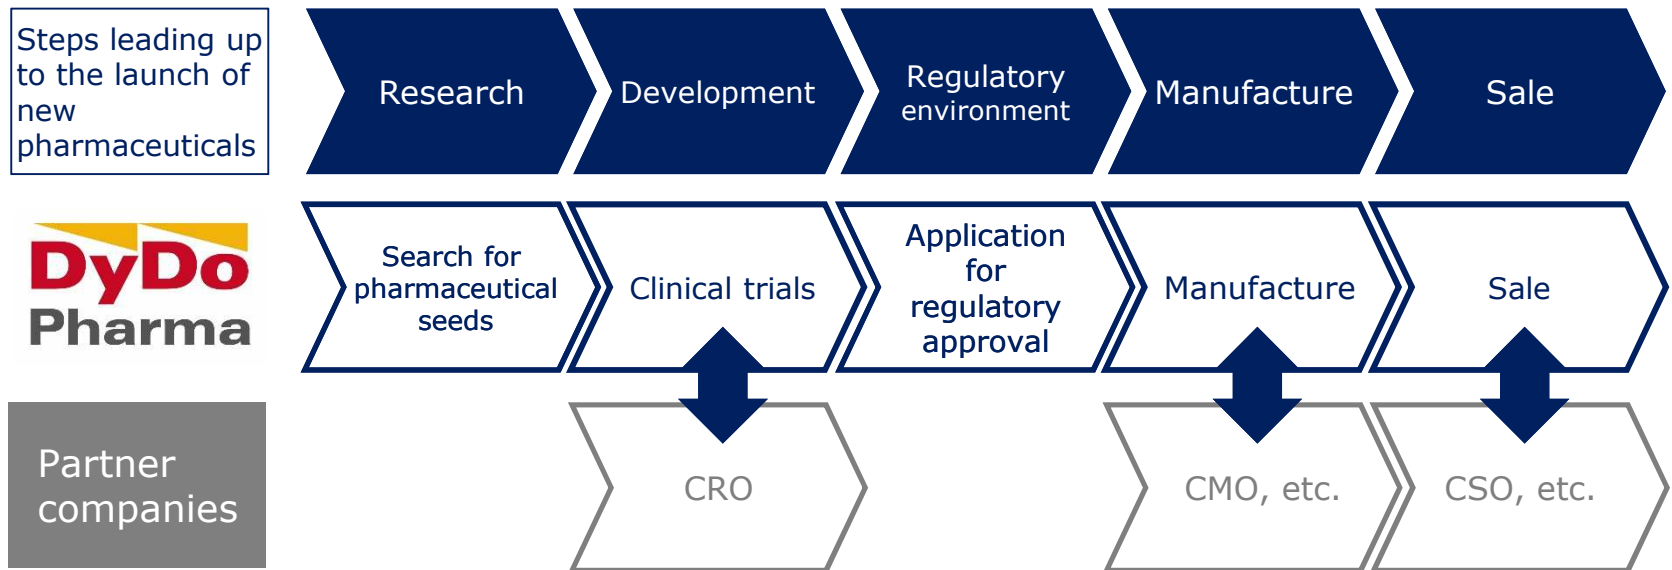 Steps leading up
to the launch of
new
pharmaceuticals
Research
Development
Regulatory
environment
Manufacture
Sale
DyDo
Pharma
Search for
pharmaceutical
seeds
Clinical trials
Application
for
regulatory
approval
Manufacture
Sale
Partner
companies
CRO
CMO, etc.
CSO, etc.